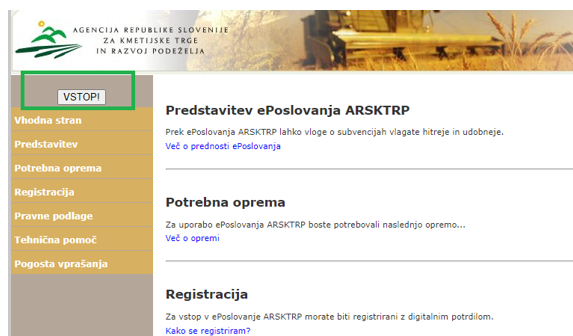 AGENCIJA REPUBLIKE SLOVENIJE
ZA KMETIJSKE TRGE
IN RAZVOJ PODEŽELJA
VSTOP!
Vhodna stran
Predstavitev
Potrebna oprema
Registracija
Pravne podlage
Tehnična pomoč
Pogosta vprašanja
Predstavitev ePoslovanja ARSKTRP
Prek ePoslovanja ARSKTRP lahko vloge o subvencijah vlagate hitreje in udobneje.
Več o prednosti ePoslovanja
Potrebna oprema
Za uporabo ePoslovanja ARSKTRP boste potrebovali naslednjo opremo...
Več o opremi
Registracija
Za vstop v ePoslovanje ARSKTRP morate biti registrirani z digitalnim potrdilom.
Kako se registriram?